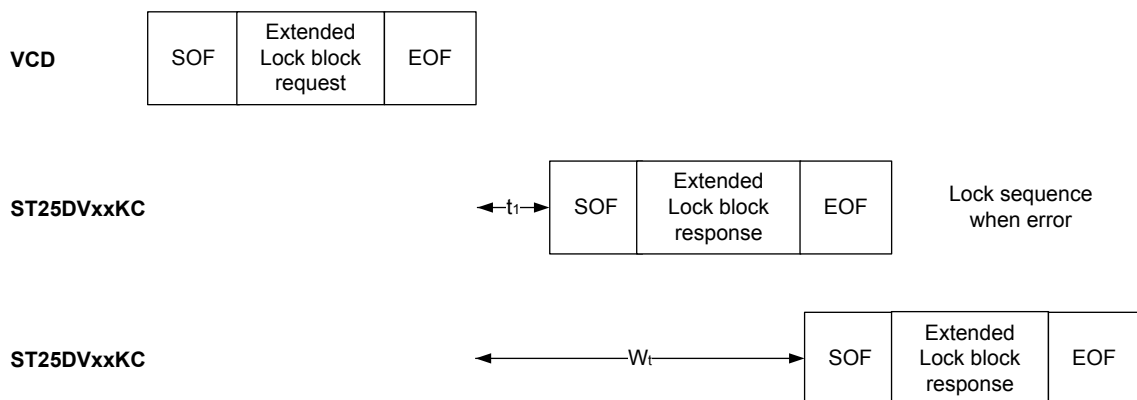 VCD
SOF
Extended
Lock block
request
EOF
ST25DVxxKC
t1
SOF
Extended
Lock block
response
EOF
Lock sequence
when error
ST25DVxxKC
Wt
SOF
Extended
Lock block
response
EOF